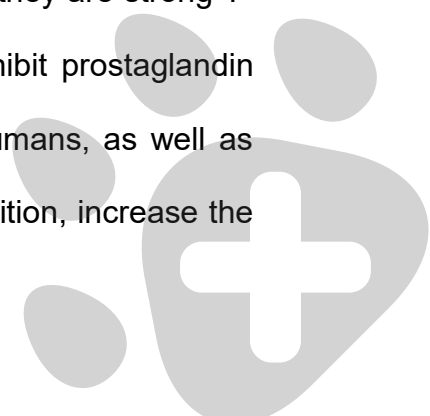 they are strong
hibit prostaglandin
umans, as well as
ition, increase the